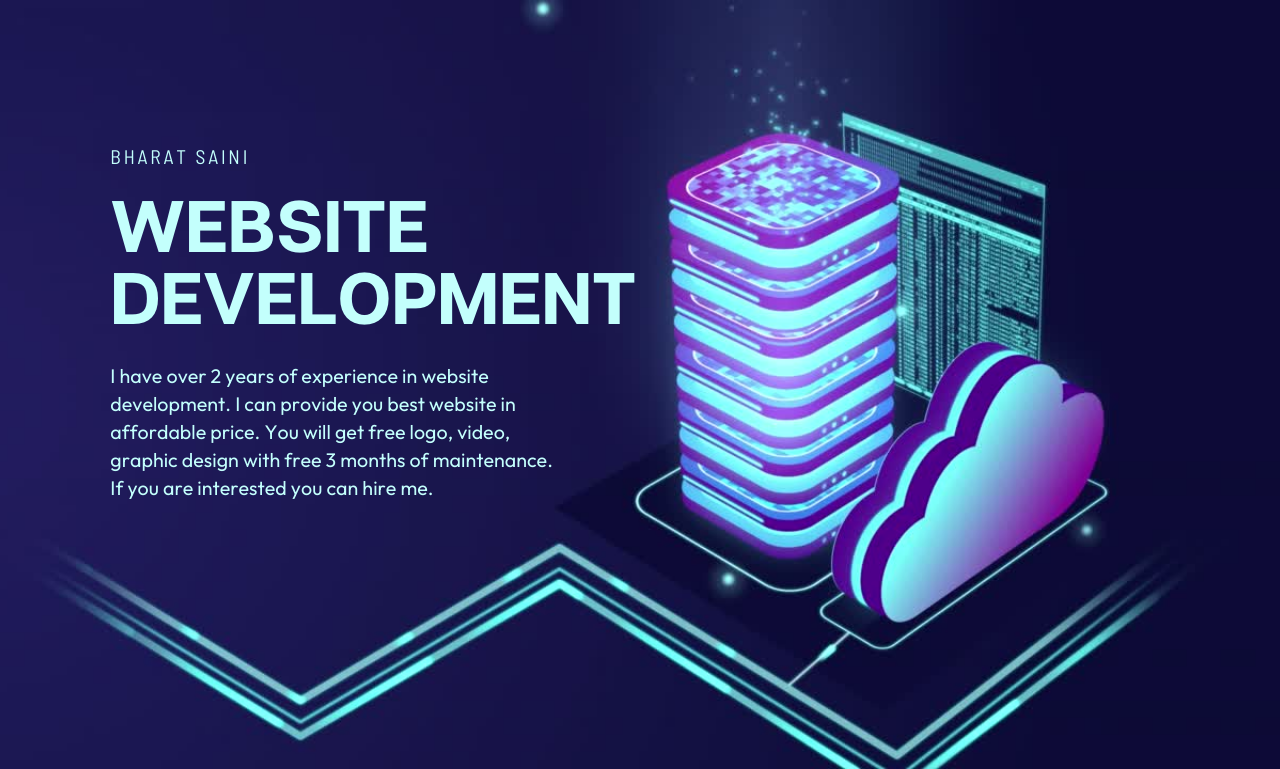 BHARAT SAINI
WEBSITE
DEVELOPMENT
I have over 2 years of experience in website
development. I can provide you best website in
affordable price. You will get free logo, video,
graphic design with free 3 months of maintenance.
If you are interested you can hire me.